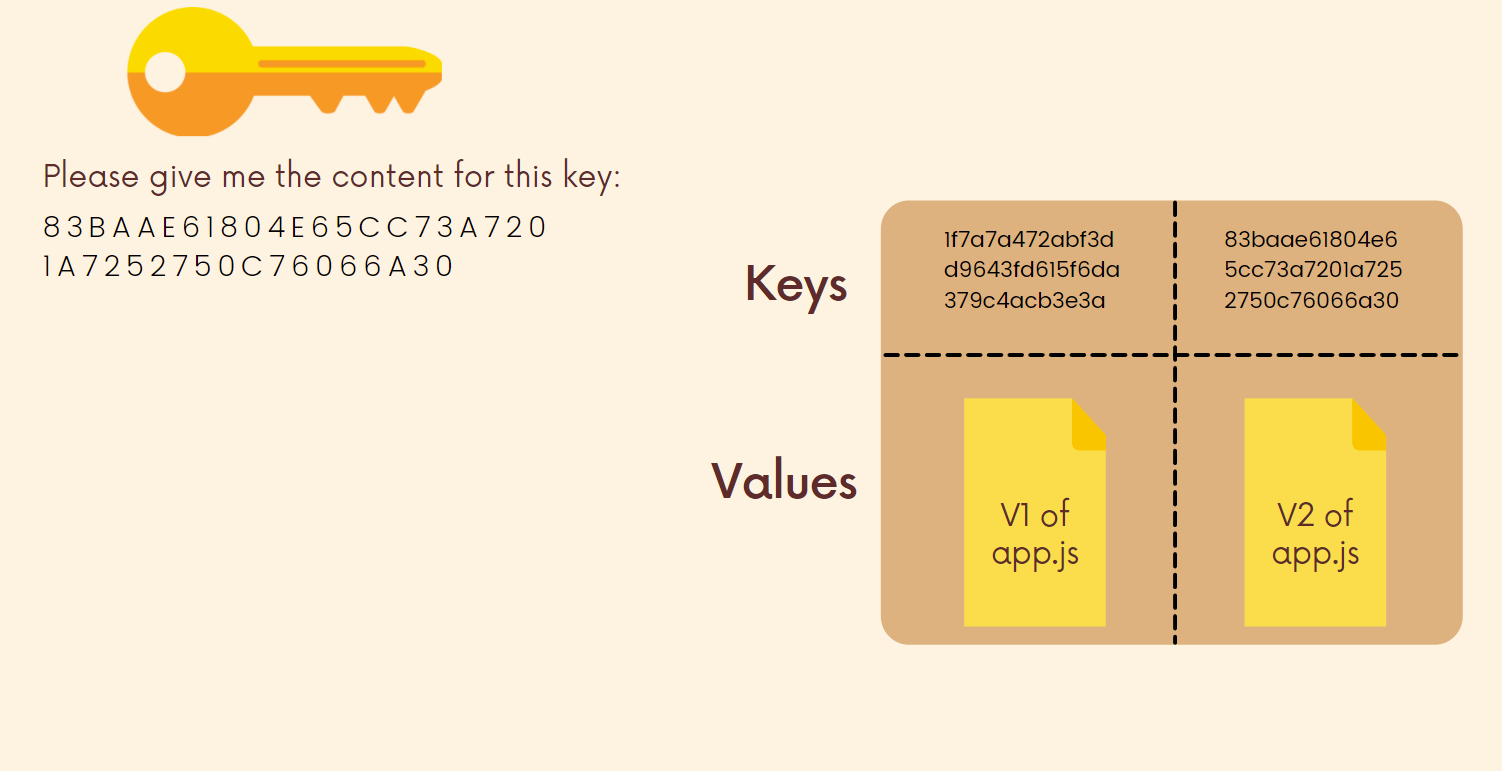 Please give me the content for this key:
83BAAE61804E65CC73A720
1A7252750C76066A30
Keys
1f7a7a472abf3d
d9643fd615f6da
379c4acb3e3a
83baae61804e6
5cc73a7201a725
2750c76066a30
Values
V1 of
app.js
V2 of
app.js